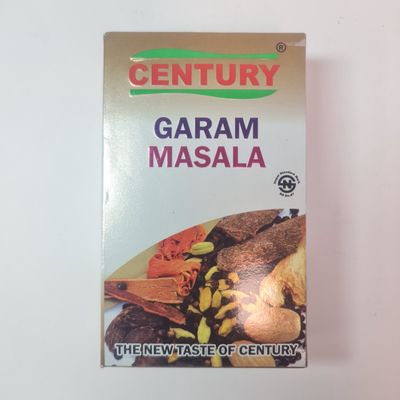 CENTURY®
GARAM
MASALA
THE NEW TASTE OF CENTURY